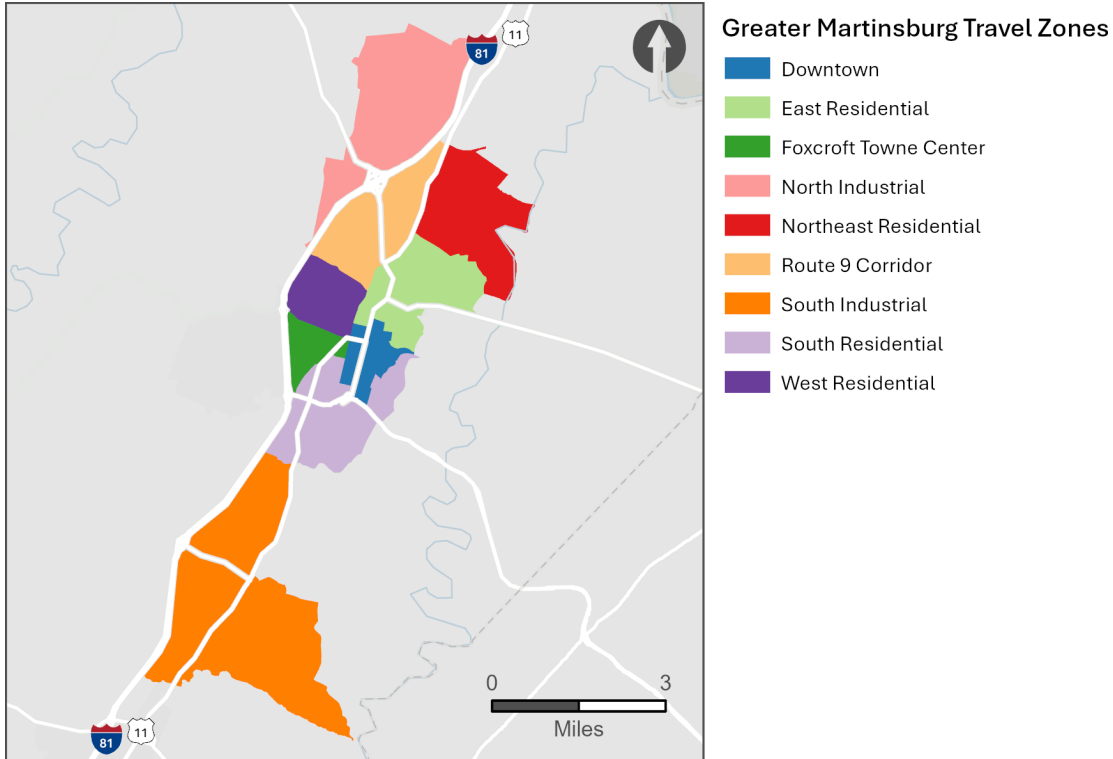 Greater Martinsburg Travel Zones
Downtown
East Residential
Foxcroft Towne Center
North Industrial
Northeast Residential
Route 9 Corridor
South Industrial
South Residential
West Residential
11
81
0 3
Miles
81
11